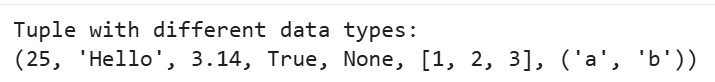 Tuple with different data types:
(25, 'Hello', 3.14, True, None, [1, 2, 3], ('a', 'b'))